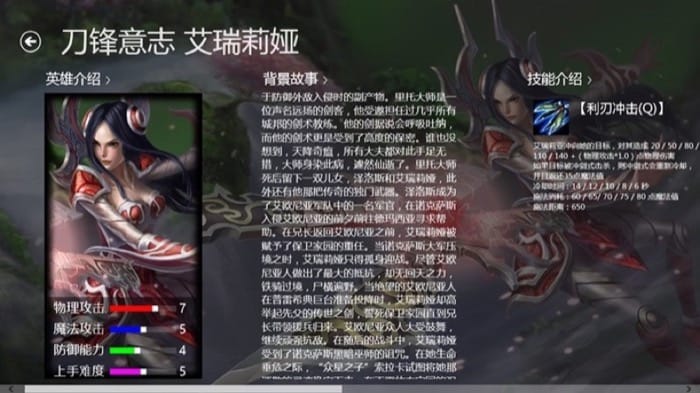 刀锋意志 艾瑞莉娅
英雄介绍
物理攻击 7
魔法攻击 5
防御能力 4
上手难度 5
背景故事
于防御外敌入侵时的副产物。里托大师是一
位声名远扬的剑客，他受邀担任过几乎所有
城邦的剑术教练。他的剑据说会呼吸吐纳，
而他的剑术更是受到了高度的保密。谁也没
想到，天降奇疽，所有大夫都对此手足无
措，大师身染此病，遽然仙逝了。里托大师
死后留下一双儿女，泽洛斯和艾瑞莉娅，此
外还有他那把传奇的独门武器。泽洛斯成为
了艾欧尼亚军队中的一名军官，在诺克萨斯
入侵艾欧尼亚的前夕前往德玛西亚寻求帮
助。在兄长返回艾欧尼亚之前，艾瑞莉娅被
赋予了保卫家园的重任。当诺克萨斯大军压
境之时，艾瑞莉娅只得孤身迎战。尽管艾欧
尼亚人做出了最大的抵抗，却无回天之力，
铁骑过境，尸横遍野。当绝望的艾欧尼亚人
在普雷希典巨台准备投降时，艾瑞莉娅却高
举起先父的传世之剑，誓死保卫家园直到兄
长带领援兵归来。艾欧尼亚众人大受鼓舞，
继续顽强抗敌。在随后的战斗中，艾瑞莉娅
受到了诺克萨斯黑暗巫师的诅咒。在她生命
垂危之际，“众星之子”索拉卡试图将她那
技能介绍
【利刃冲击(Q)】
艾瑞莉亚冲向她的目标，对其造成 20 / 50 / 80 /
110 / 140 +（物理攻击*1.0）点物理伤害
如果目标被冲锋式击杀，则冲锋式会重新冷却，
并且返还35点魔法值
冷却时间：14 / 12 / 10 / 8 / 6 秒
魔法消耗：60 / 65 / 70 / 75 / 80 点魔法值
施法距离：650